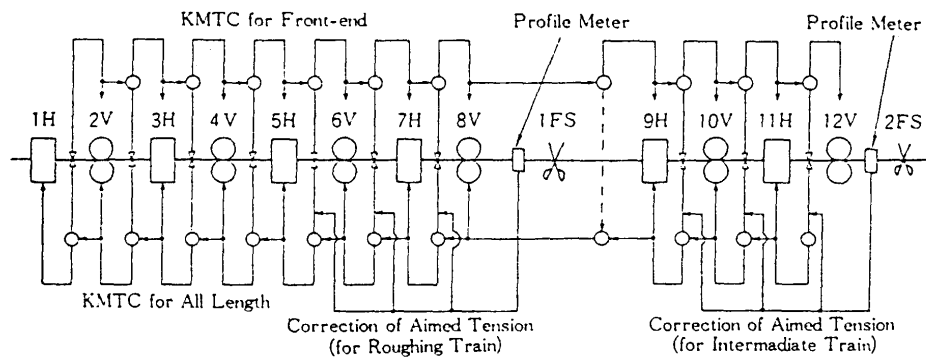 KMTC for Front-end
Profile Meter
Profile Meter
1H
2V
3H
4V
5H
6V
7H
8V
1FS
9H
10V
11H
12V
2FS
KMTC for All Length
Correction of Aimed Tension
(for Roughing Train)
Correction of Aimed Tension
(for Intermadiate Train)